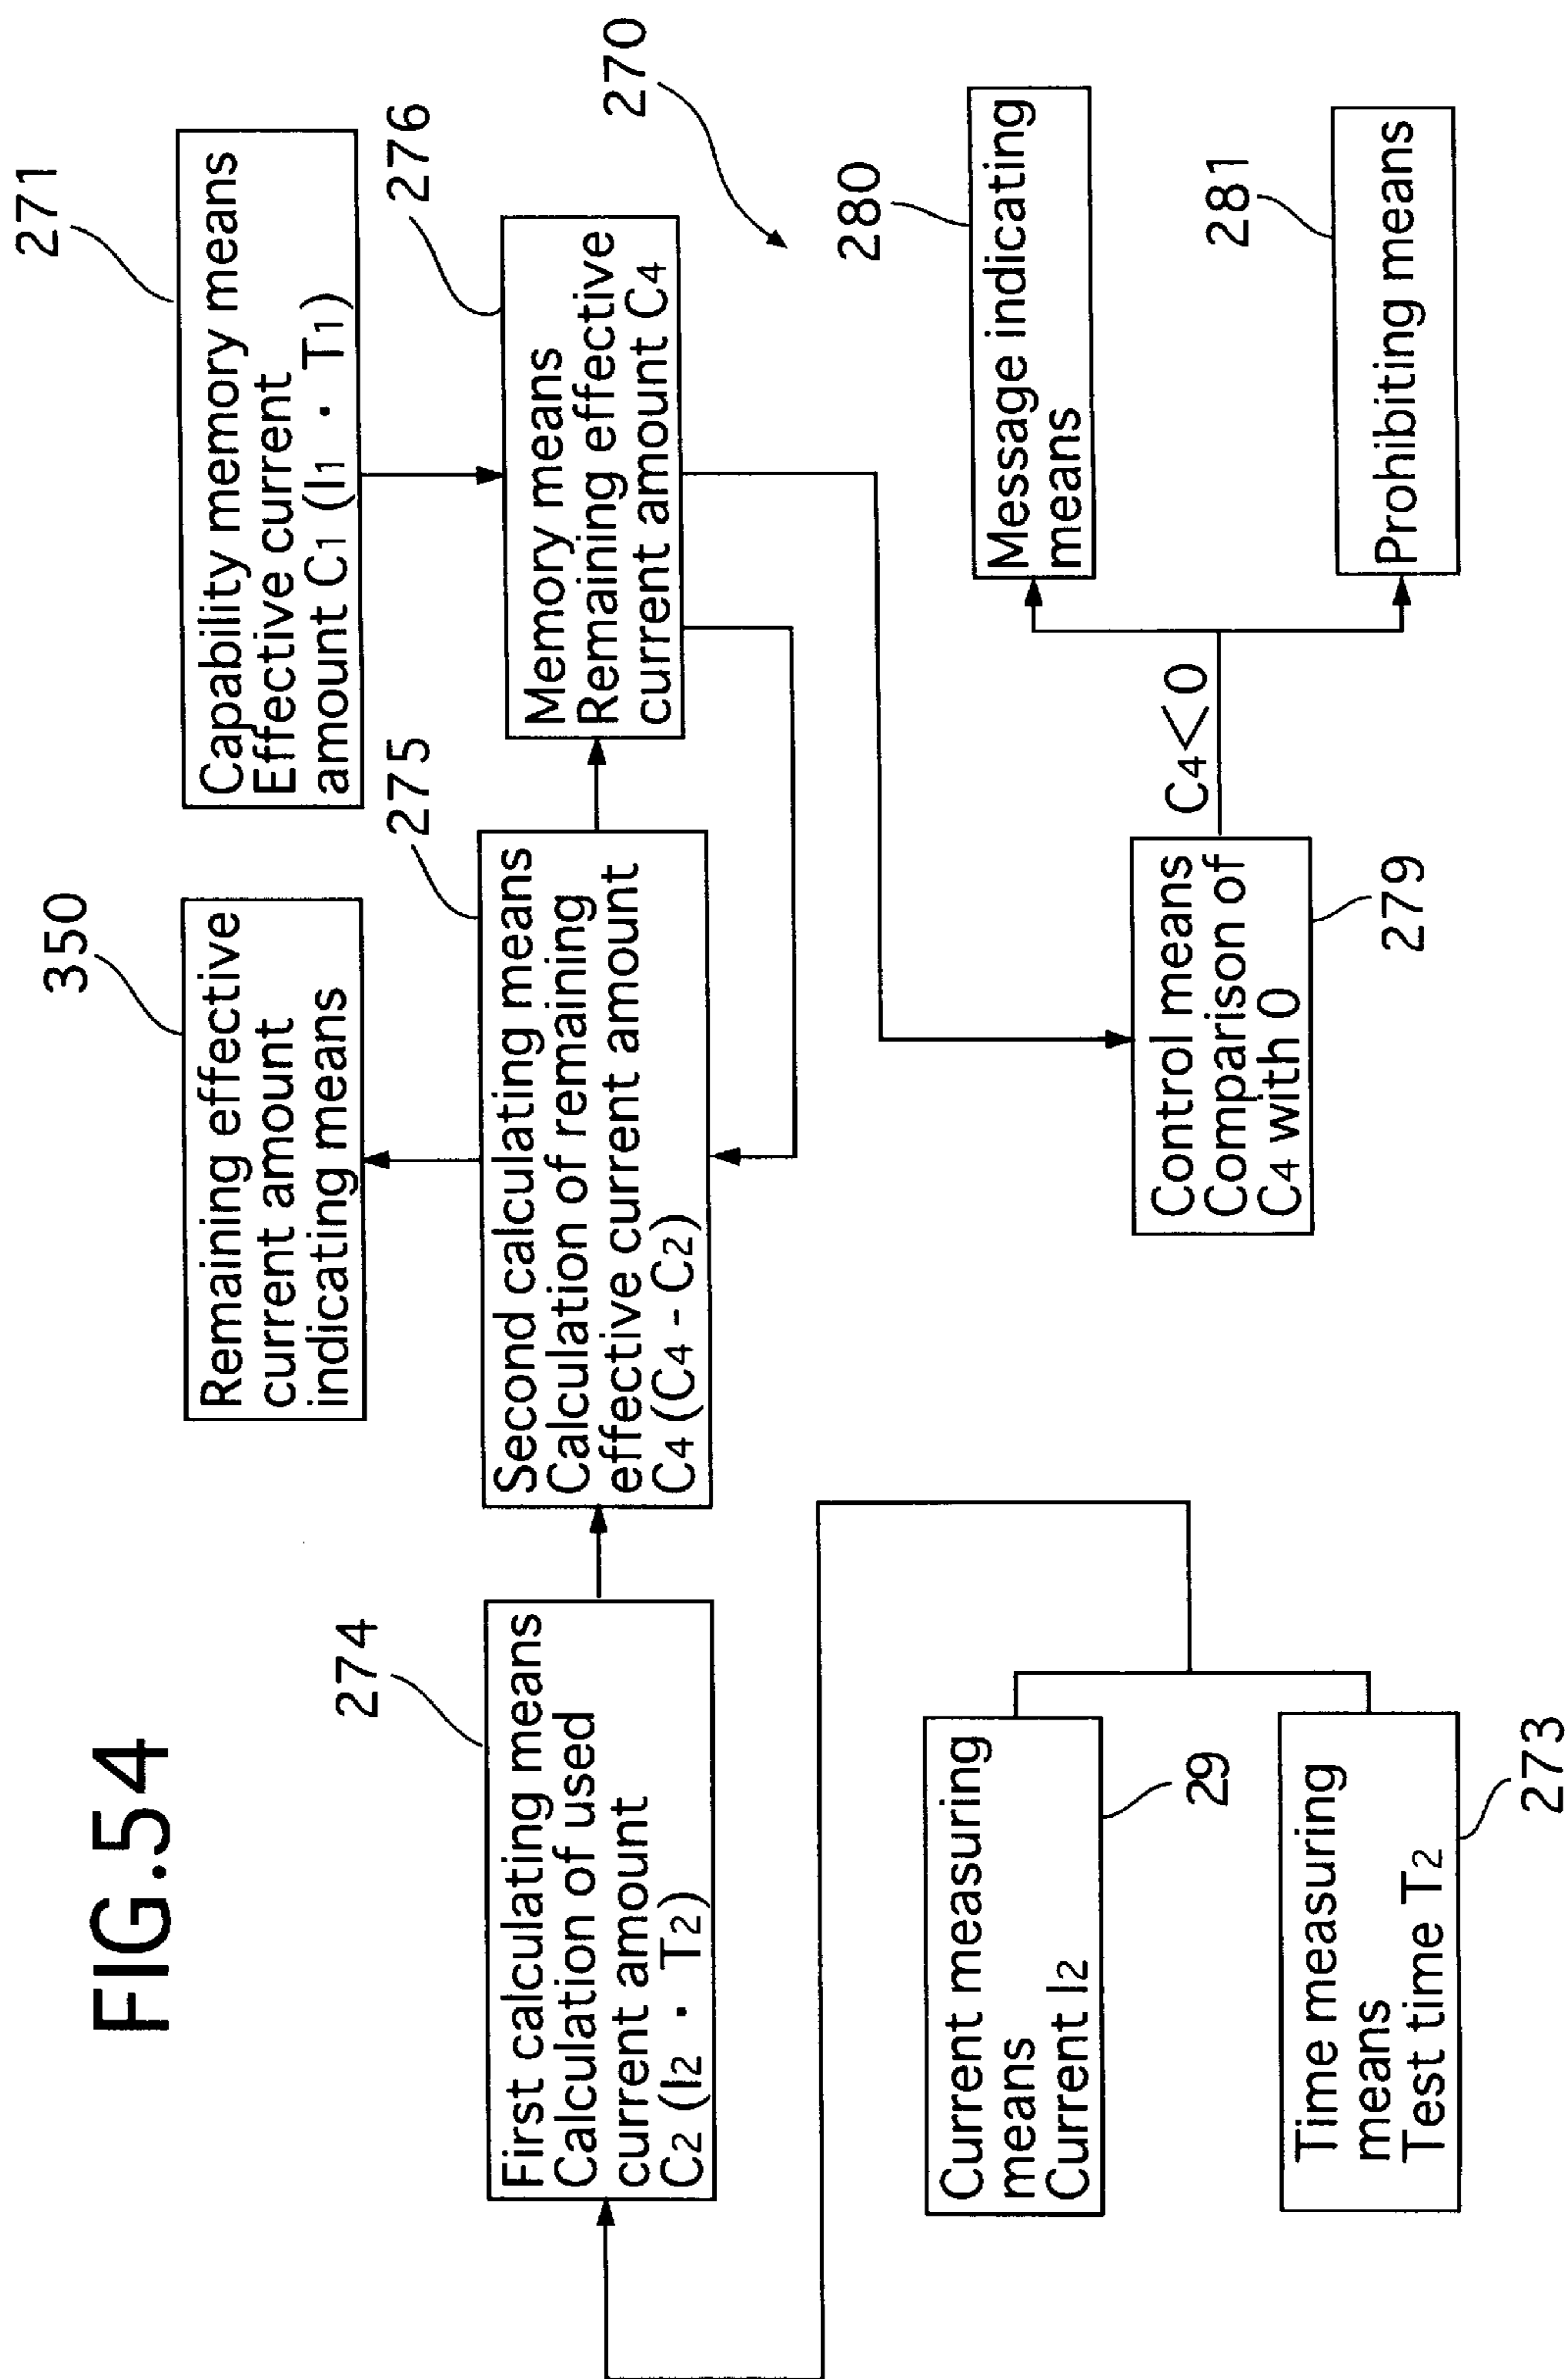 FIG.54
350
Remaining effective
current amount
indicating means
271
Capability memory means
Effective current
amount C1 (I1 · T1)
274
First calculating means
Calculation of used
current amount
C2 (I2 · T2)
275
Second calculating means
Calculation of remaining
effective current amount
C4 (C4 - C2)
276
Memory means
Remaining effective
current amount C4
270
Current measuring
means
Current I2
29
Time measuring
means
Test time T2
273
Control means
Comparison of
C4 with 0
279
C4<0
280
Message indicating
means
281
Prohibiting means